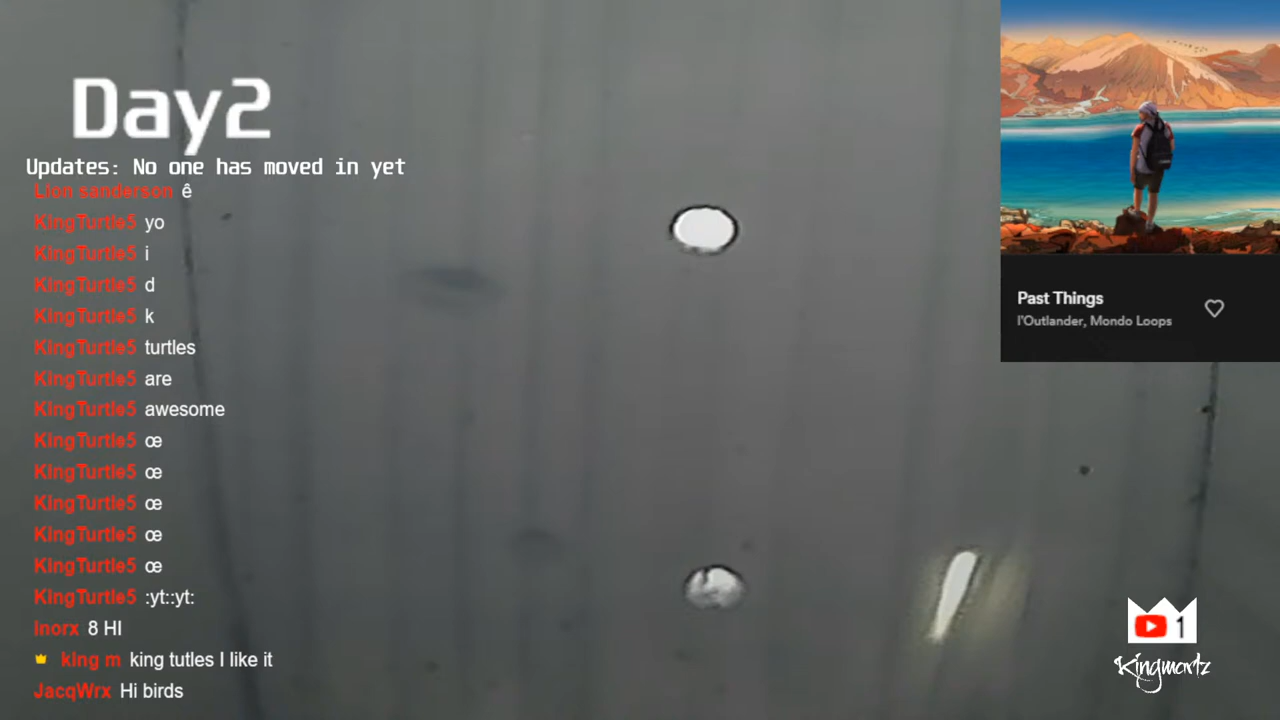 Day2
Updates: No one has moved in yet
Lion sanderson ê
KingTurtle5 yo
KingTurtle5 i
KingTurtle5 d
KingTurtle5 k
KingTurtle5 turtles
KingTurtle5 are
KingTurtle5 awesome
KingTurtle5 œ
KingTurtle5 œ
KingTurtle5 œ
KingTurtle5 œ
KingTurtle5 œ
KingTurtle5 :yt::yt:
Inorx 8 HI
king m king tutles I like it
JacqWrx Hi birds
Past Things
l'Outlander, Mondo Loops
1
Kingmartz